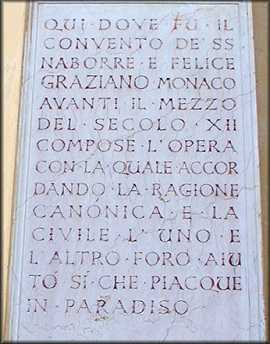 QUI DOVE FU IL
CONVENTO DE' SS
NABORRE · E · FELICE
GRAZIANO MONACO
AVANTI IL MEZZO
DEL · SECOLO · XII
COMPOSE · L'OPERA
CON LA QUALE ACCOR
DANDO · LA · RAGIONE
CANONICA · E · LA
CIVILE · L'UNO · E
L'ALTRO · FORO · AIU
TÒ · SÌ · CHE · PIACQUE
IN · PARADISO